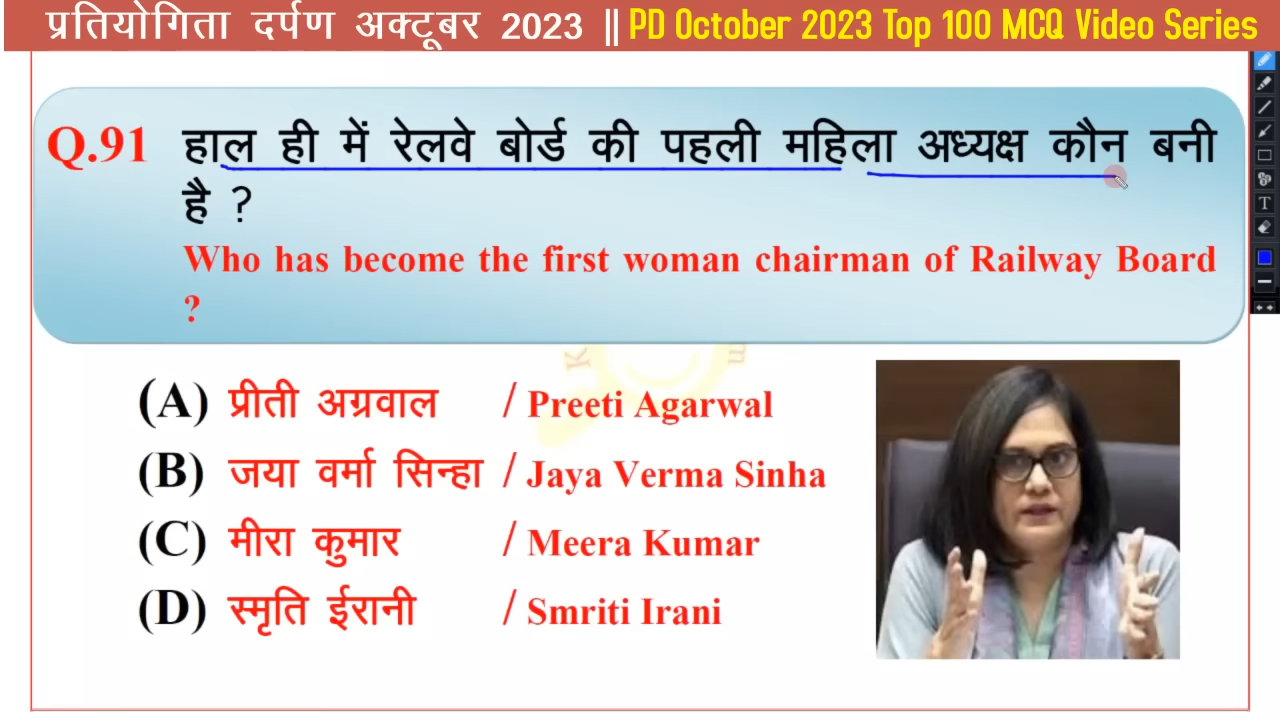 प्रतियोगिता दर्पण अक्टूबर 2023 || PD October 2023 Top 100 MCQ Video Series
Q.91 हाल ही में रेलवे बोर्ड की पहली महिला अध्यक्ष कौन बनी
है ?
Who has become the first woman chairman of Railway Board
?
(A) प्रीती अग्रवाल / Preeti Agarwal
(B) जया वर्मा सिन्हा / Jaya Verma Sinha
(C) मीरा कुमार / Meera Kumar
(D) स्मृति ईरानी / Smriti Irani